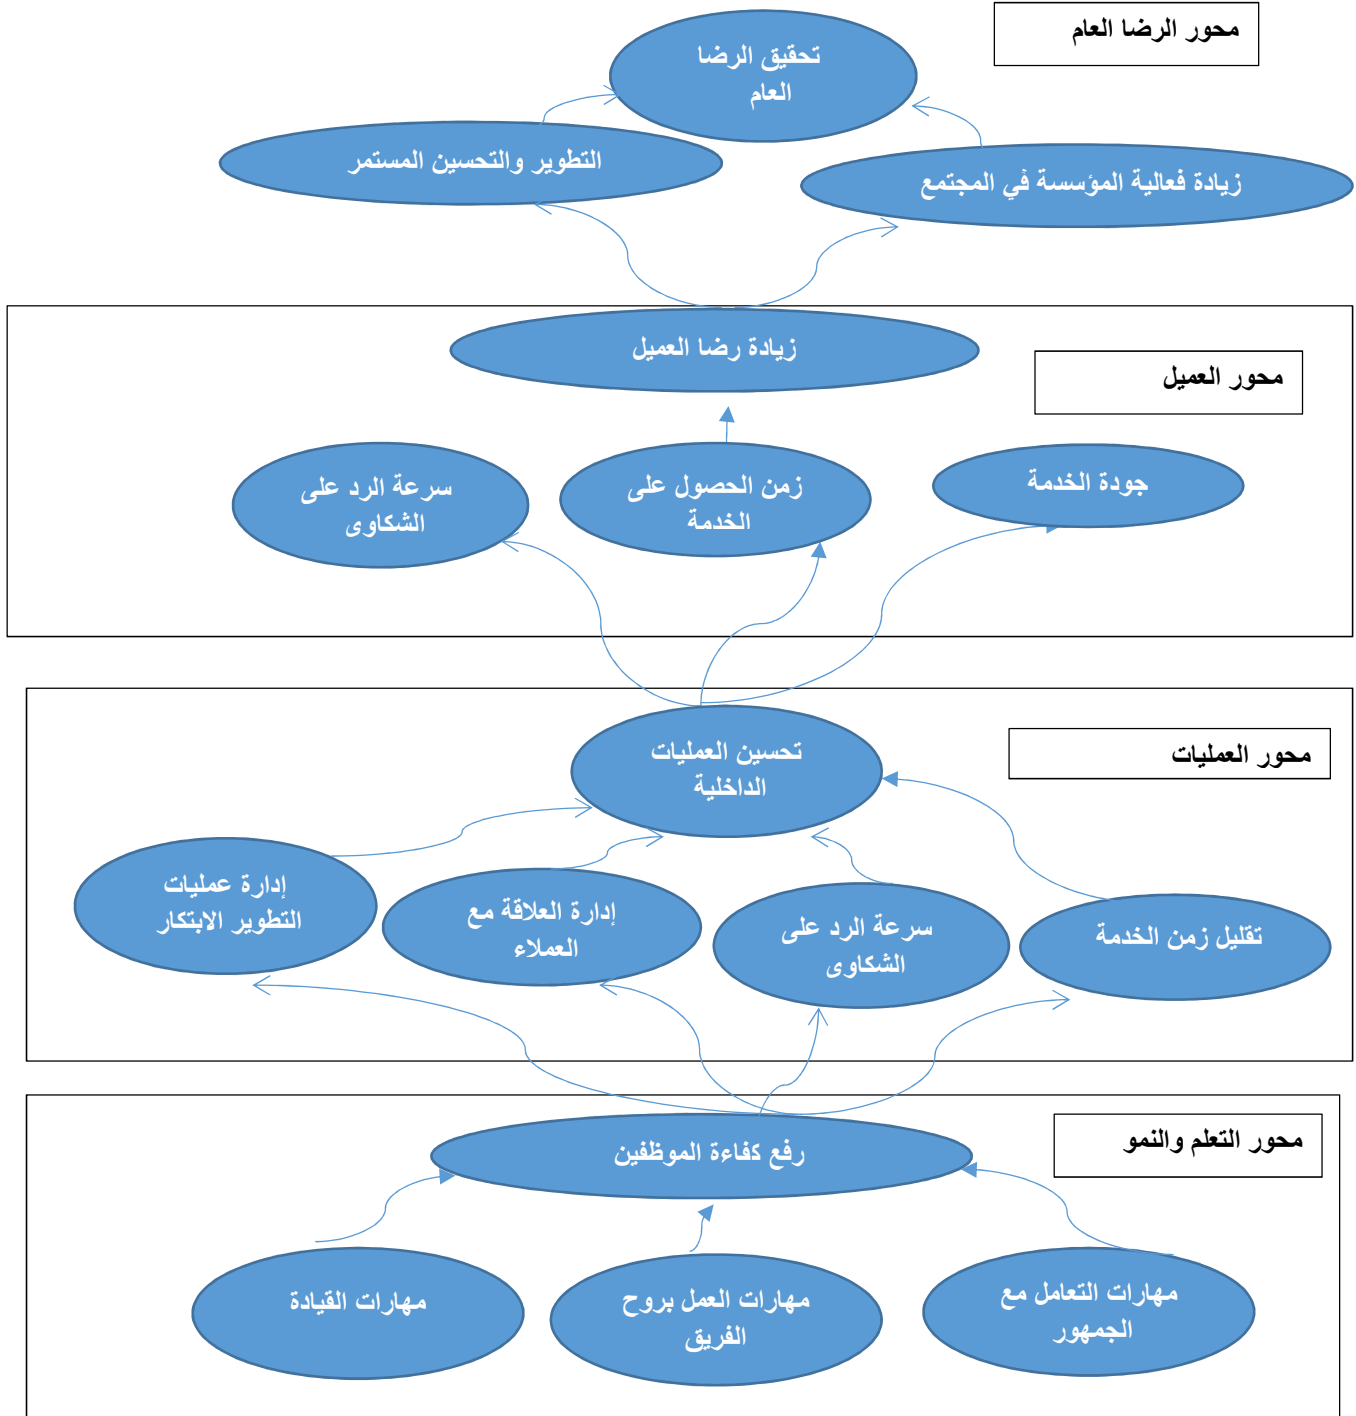 محور الرضا العام
تحقيق الرضا
العام
التطوير والتحسين المستمر
زيادة فعالية المؤسسة في المجتمع
زيادة رضا العميل
محور العميل
جودة الخدمة
زمن الحصول على
الخدمة
سرعة الرد على
الشكاوى
محور العمليات
تحسين العمليات
الداخلية
تقليل زمن الخدمة
سرعة الرد على
الشكاوى
إدارة العلاقة مع
العملاء
إدارة عمليات
التطوير الابتكار
محور التعلم والنمو
رفع كفاءة الموظفين
مهارات التعامل مع
الجمهور
مهارات العمل بروح
الفريق
مهارات القيادة